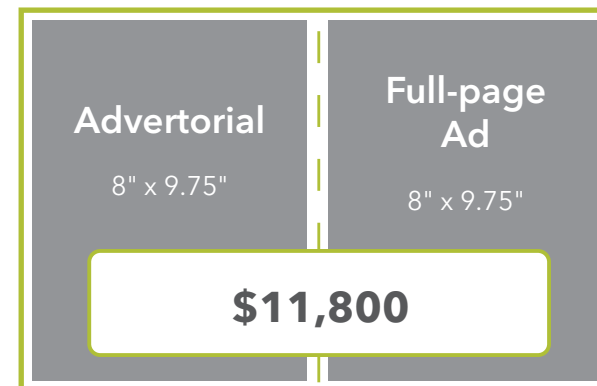 Advertorial
8" x 9.75"
Full-page
Ad
8" x 9.75"
$11,800